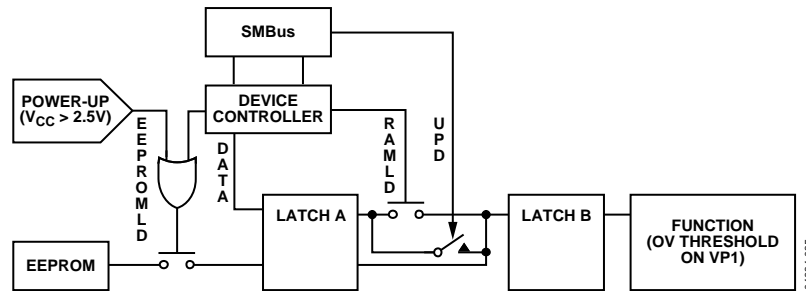 SMBus
POWER-UP
(VCC > 2.5V)
DEVICE
CONTROLLER
EEPROMLD
DATA
RAMLD
UPD
LATCH A
LATCH B
FUNCTION
(OV THRESHOLD
ON VP1)
EEPROM